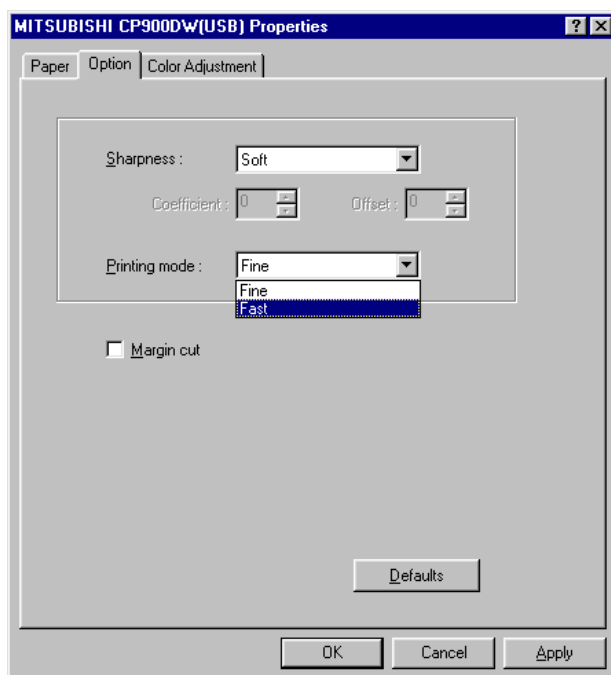 MITSUBISHI CP900DW(USB) Properties
Paper Option Color Adjustment
Sharpness : Soft
Coefficient : 0 Offset : 0
Printing mode : Fine
Fine
Fast
Margin cut
Defaults
OK Cancel Apply